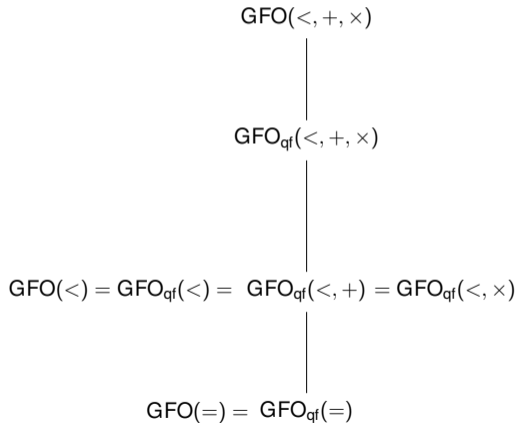 GFO(<, +, ×)
GFO_qf(<, +, ×)
GFO(<) = GFO_qf(<) = GFO_qf(<, +) = GFO_qf(<, ×)
GFO(=) = GFO_qf(=)